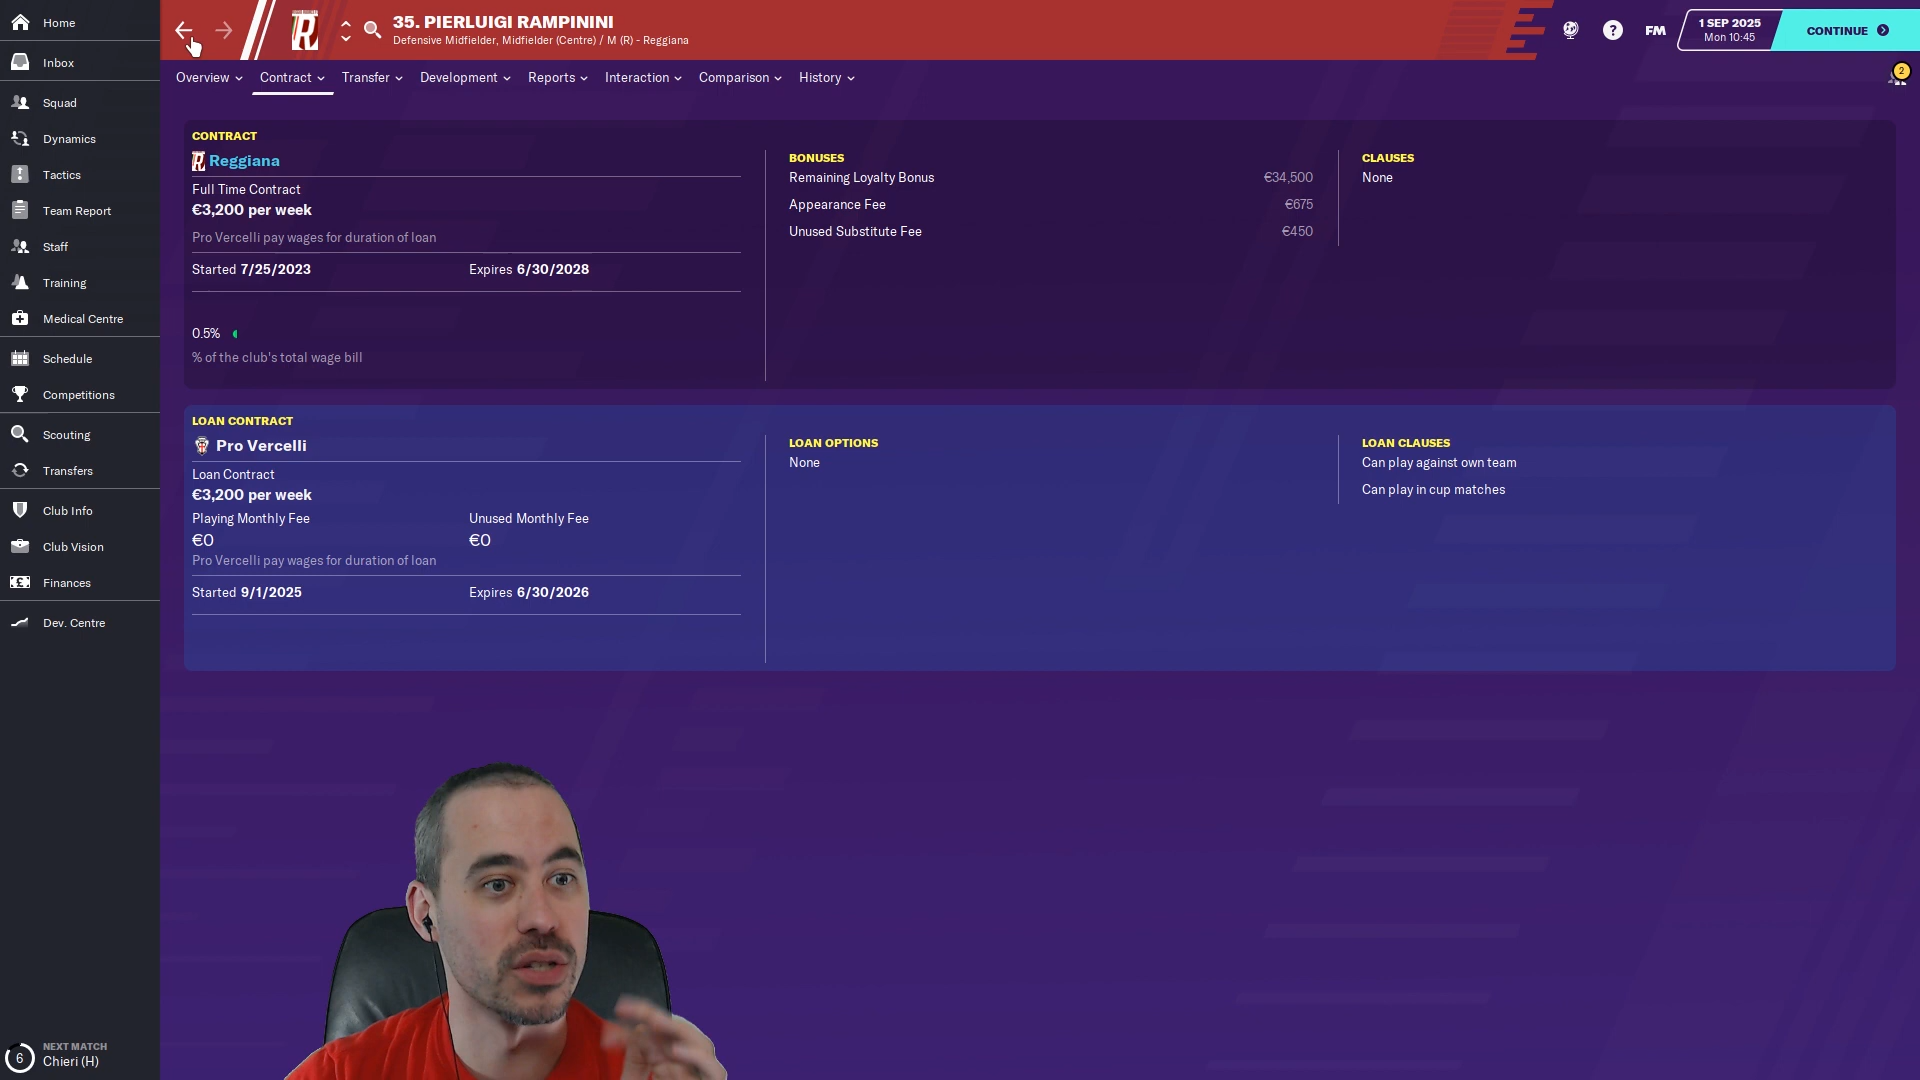 Home
Inbox
Squad
Dynamics
Tactics
Team Report
Staff
Training
Medical Centre
Schedule
Competitions
Scouting
Transfers
Club Info
Club Vision
Finances
Dev. Centre
6
NEXT MATCH
Chieri (H)
R
35. PIERLUIGI RAMPININI
Defensive Midfielder, Midfielder (Centre) / M (R) - Reggiana
?
FM
1 SEP 2025
Mon 10:45
CONTINUE
Overview
Contract
Transfer
Development
Reports
Interaction
Comparison
History
2
CONTRACT
Reggiana
Full Time Contract
€3,200 per week
Pro Vercelli pay wages for duration of loan
Started 7/25/2023 Expires 6/30/2028
0.5%
% of the club's total wage bill
BONUSES
Remaining Loyalty Bonus €34,500
Appearance Fee €675
Unused Substitute Fee €450
CLAUSES
None
LOAN CONTRACT
Pro Vercelli
Loan Contract
€3,200 per week
Playing Monthly Fee Unused Monthly Fee
€0 €0
Pro Vercelli pay wages for duration of loan
Started 9/1/2025 Expires 6/30/2026
LOAN OPTIONS
None
LOAN CLAUSES
Can play against own team
Can play in cup matches